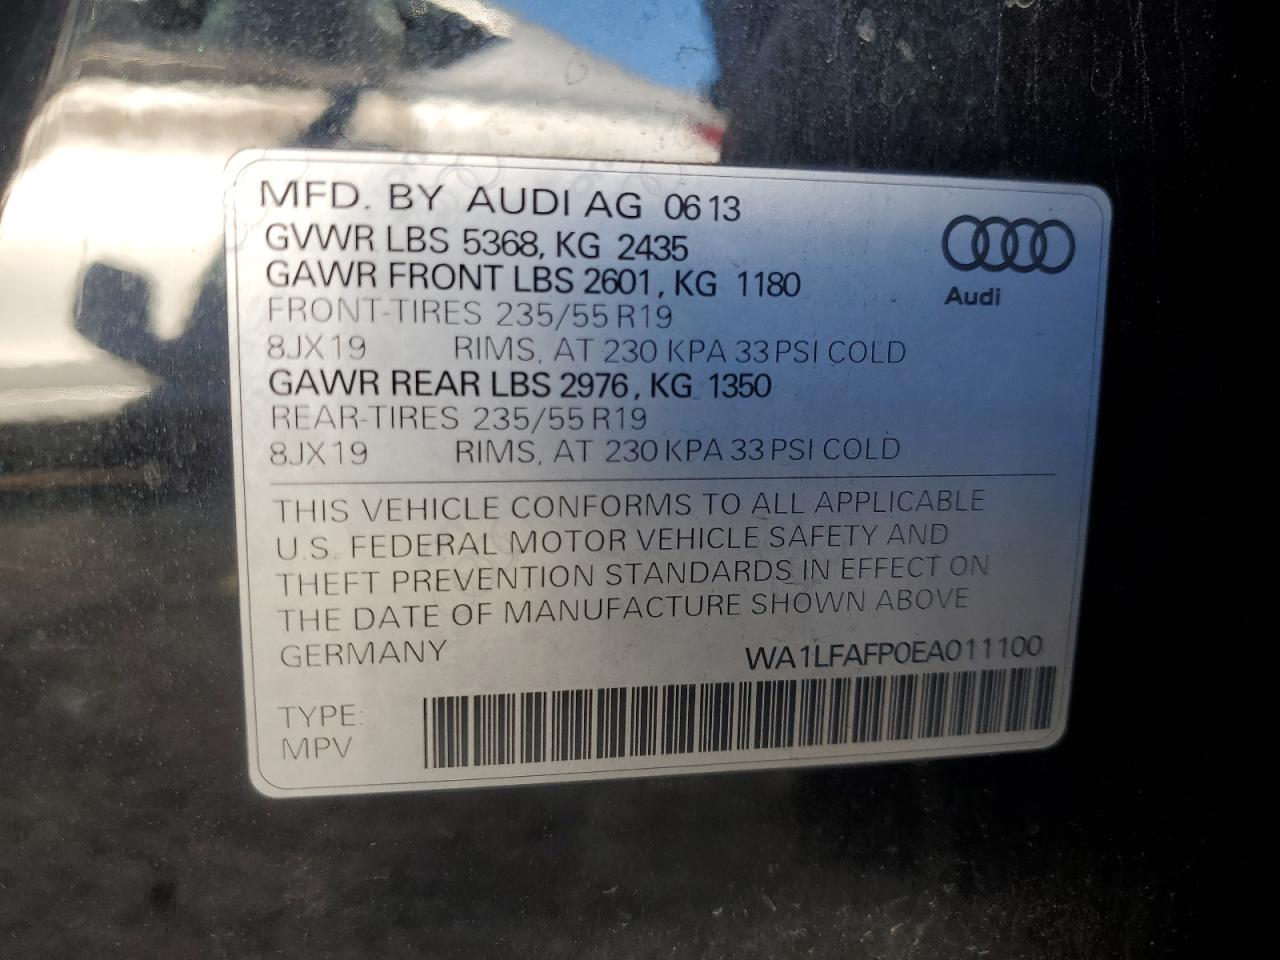 MFD. BY AUDI AG 0613
GVWR LBS 5368, KG 2435
GAWR FRONT LBS 2601, KG 1180
FRONT-TIRES 235/55 R19
8JX19 RIMS, AT 230 KPA 33 PSI COLD
GAWR REAR LBS 2976, KG 1350
REAR-TIRES 235/55 R19
8JX19 RIMS, AT 230 KPA 33 PSI COLD
Audi
THIS VEHICLE CONFORMS TO ALL APPLICABLE
U.S. FEDERAL MOTOR VEHICLE SAFETY AND
THEFT PREVENTION STANDARDS IN EFFECT ON
THE DATE OF MANUFACTURE SHOWN ABOVE
GERMANY WA1LFAFP0EA011100
TYPE:
MPV